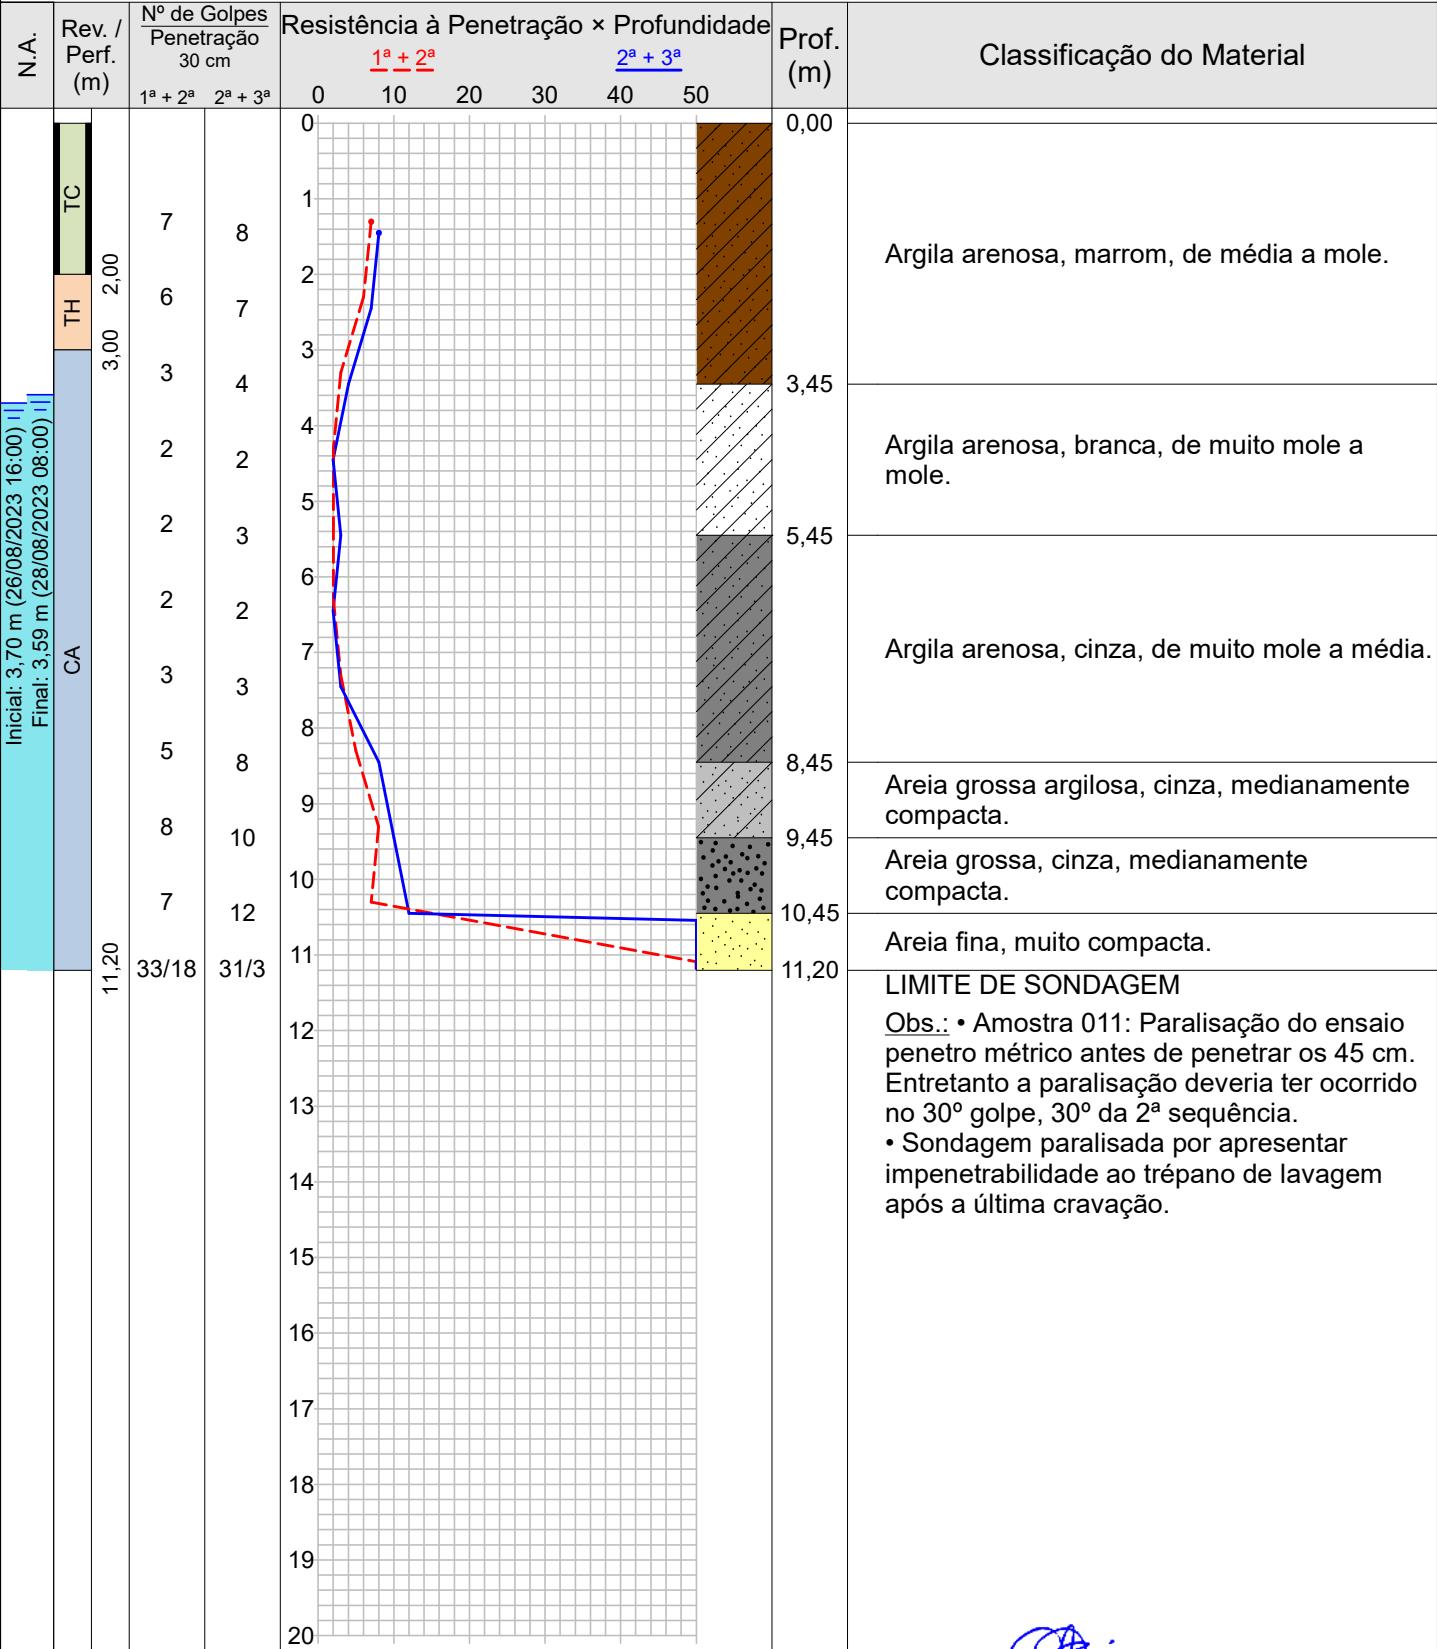 N.A.
Rev. /
Perf.
(m)
Nº de Golpes
Penetração
30 cm
1ª + 2ª 2ª + 3ª
Resistência à Penetração × Profundidade
1ª + 2ª 2ª + 3ª
0 10 20 30 40 50
Prof.
(m)
Classificação do Material
Inicial: 3,70 m (26/08/2023 16:00)
Final: 3,59 m (28/08/2023 08:00)
TC
TH
CA
2,00
3,00
11,20
7 8
6 7
3 4
2 2
2 3
2 2
3 3
5 8
8 10
7 12
33/18 31/3
0
1
2
3
4
5
6
7
8
9
10
11
12
13
14
15
16
17
18
19
20
0,00
3,45
5,45
8,45
9,45
10,45
11,20
Argila arenosa, marrom, de média a mole.
Argila arenosa, branca, de muito mole a
mole.
Argila arenosa, cinza, de muito mole a média.
Areia grossa argilosa, cinza, medianamente
compacta.
Areia grossa, cinza, medianamente
compacta.
Areia fina, muito compacta.
LIMITE DE SONDAGEM
Obs.: • Amostra 011: Paralisação do ensaio
penetro métrico antes de penetrar os 45 cm.
Entretanto a paralisação deveria ter ocorrido
no 30º golpe, 30º da 2ª sequência.
• Sondagem paralisada por apresentar
impenetrabilidade ao trépano de lavagem
após a última cravação.